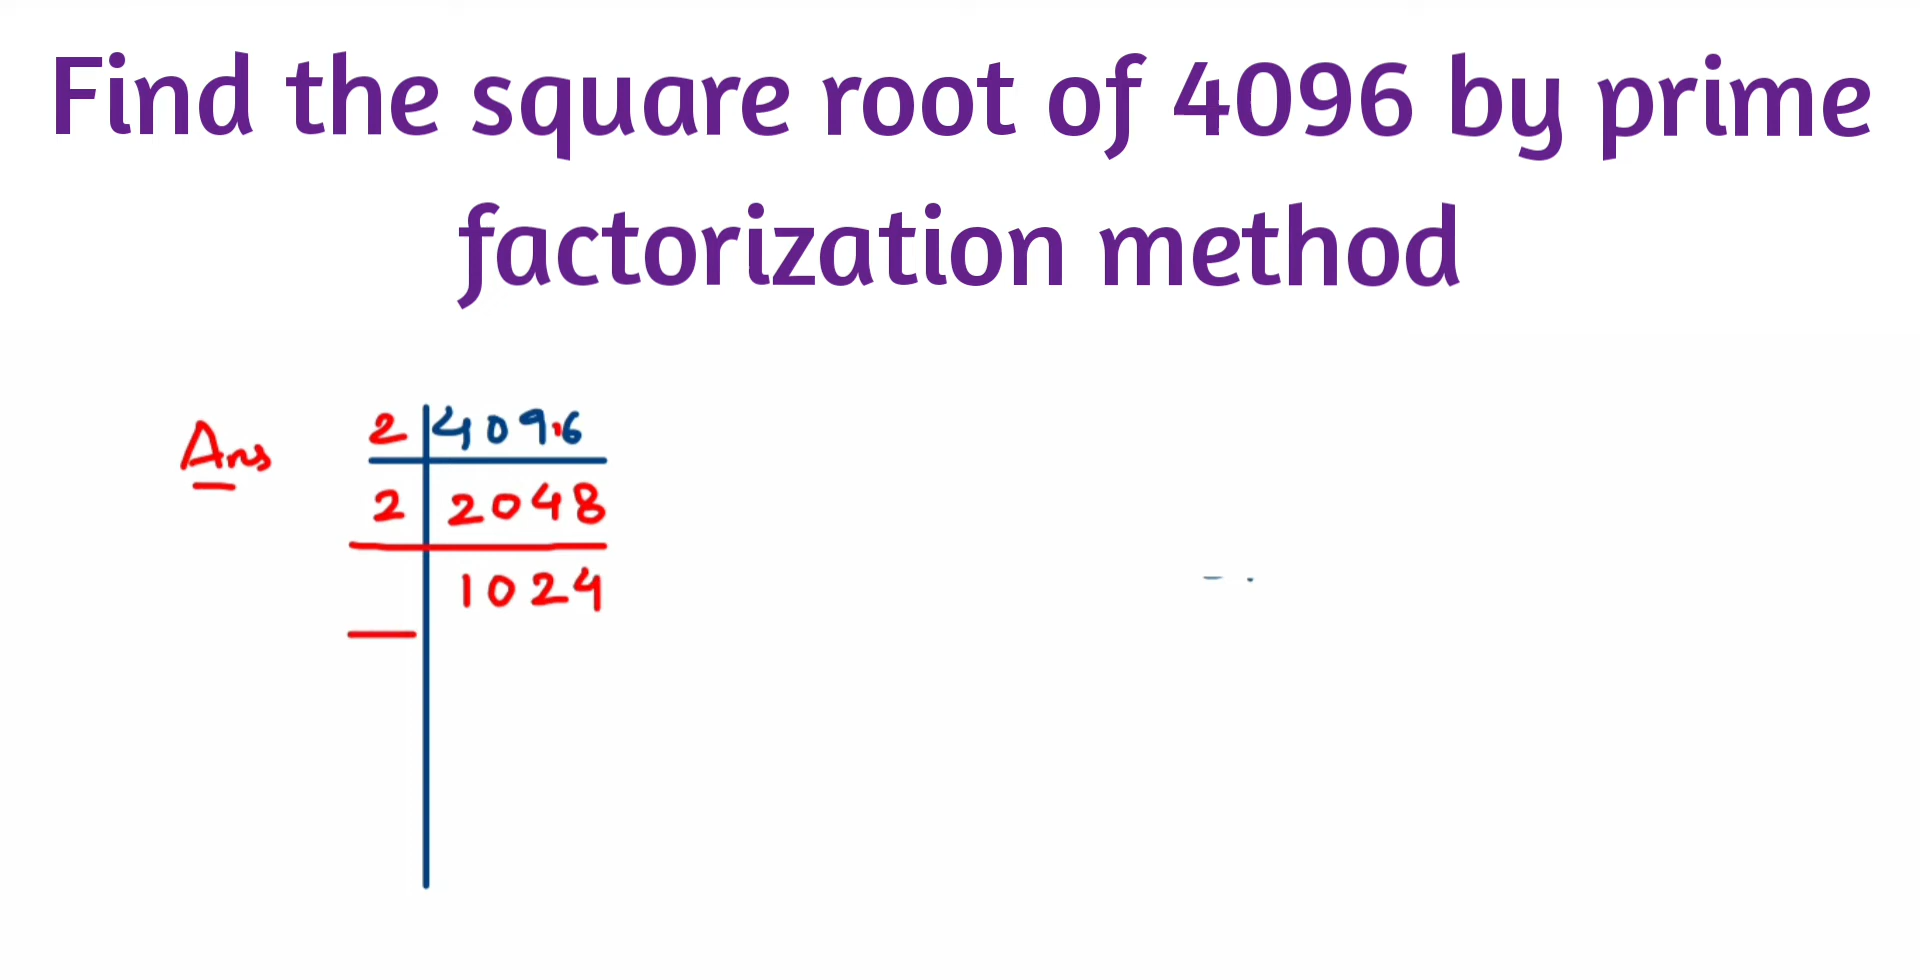 Find the square root of 4096 by prime
factorization method
Ans 2 4096
2 2048
1024